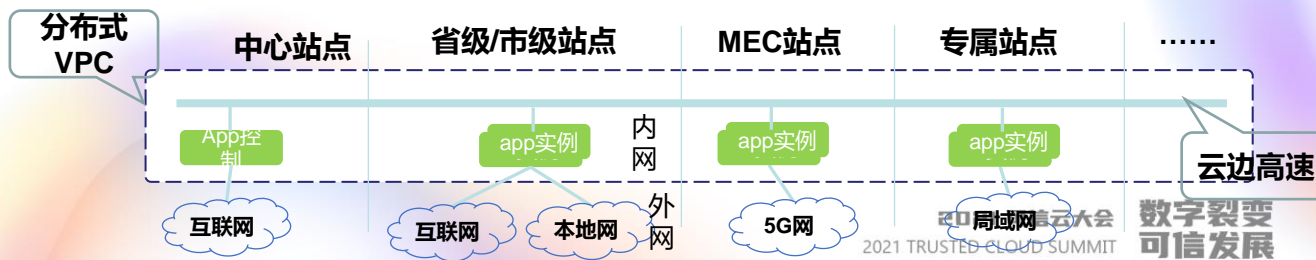 分布式
VPC
中心站点
省级/市级站点
MEC站点
专属站点
……
App控
制
app实例
内
网
app实例
app实例
云边高速
互联网
互联网
本地网
外
网
5G网
局域网
信云大会
2021 TRUSTED CLOUD SUMMIT
数字裂变
可信发展